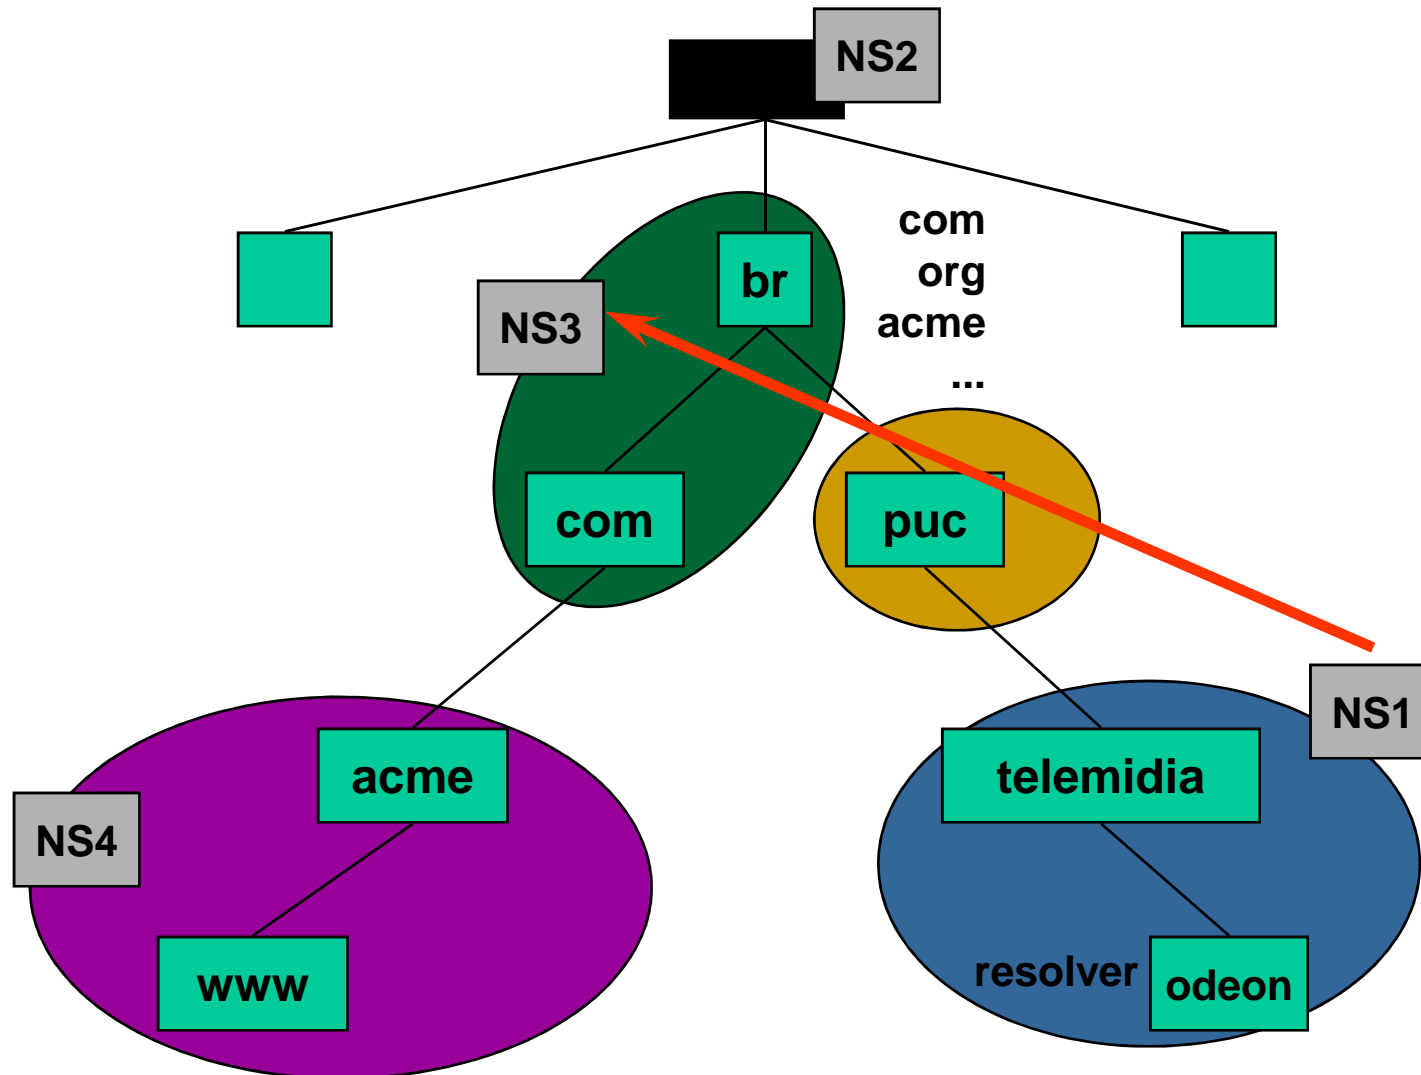 NS2
com
org
acme
...
br
NS3
com
puc
NS1
acme
telemidia
NS4
www
resolver
odeon